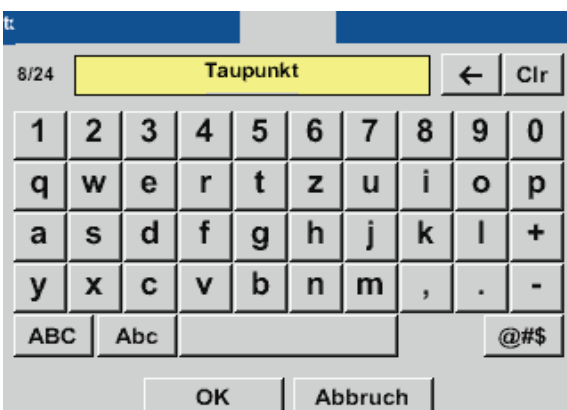 t:
8/24 Taupunkt ← Clr
1 2 3 4 5 6 7 8 9 0
q w e r t z u i o p
a s d f g h j k l +
y x c v b n m , . -
ABC Abc @#$
OK Abbruch